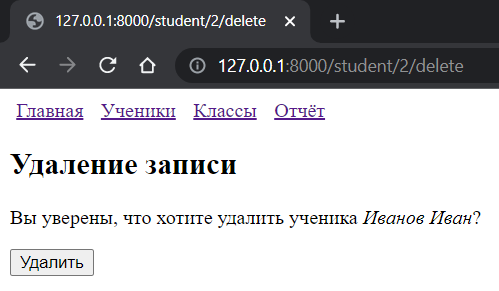 127.0.0.1:8000/student/2/delete
127.0.0.1:8000/student/2/delete
Главная Ученики Классы Отчёт
Удаление записи
Вы уверены, что хотите удалить ученика Иванов Иван?
Удалить